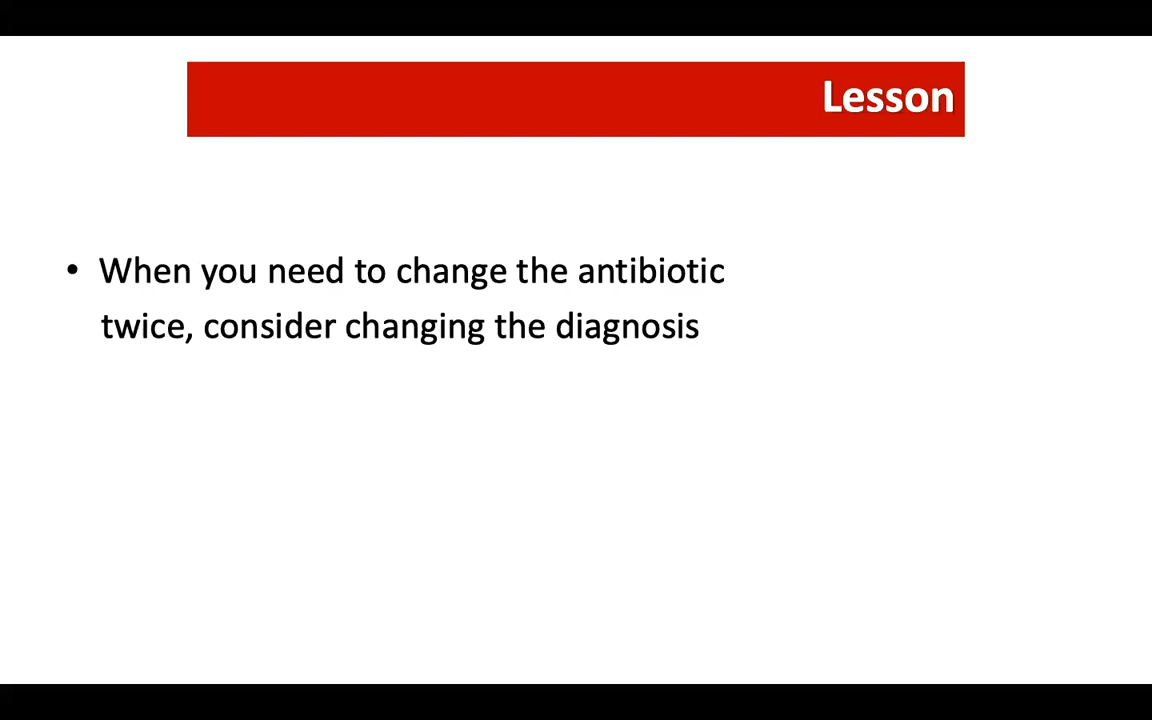 Lesson
• When you need to change the antibiotic
twice, consider changing the diagnosis